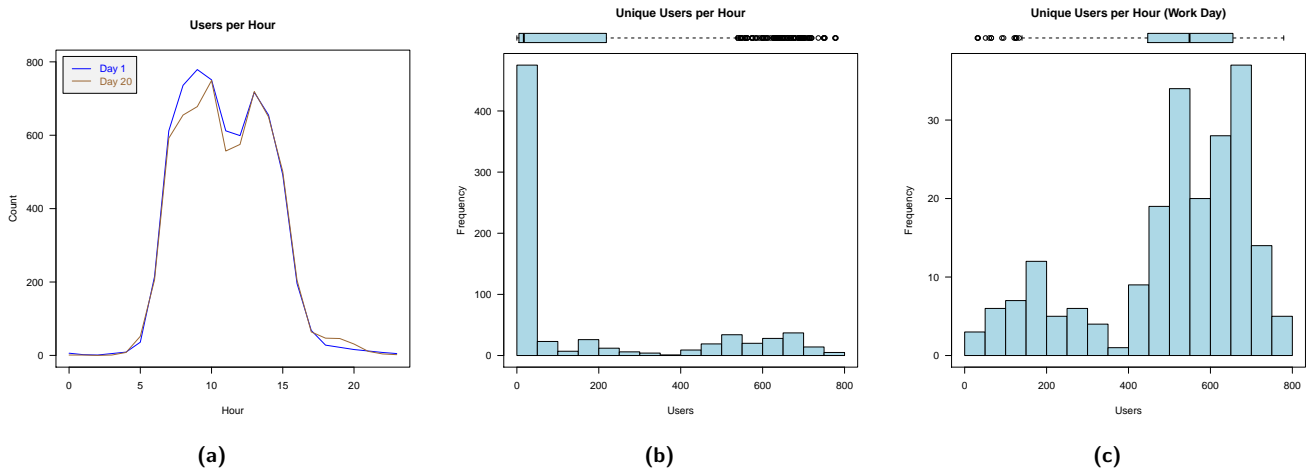 Users per Hour
Day 1
Day 20
Count
0
200
400
600
800
0
5
10
15
20
Hour
(a)
Unique Users per Hour
Frequency
0
100
200
300
400
0
200
400
600
800
Users
(b)
Unique Users per Hour (Work Day)
Frequency
0
10
20
30
0
200
400
600
800
Users
(c)